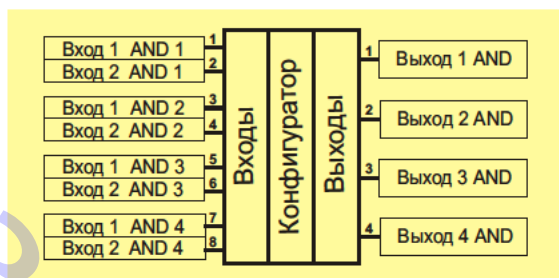 Вход 1 AND 1
1
Вход 2 AND 1
2
Вход 1 AND 2
3
Вход 2 AND 2
4
Вход 1 AND 3
5
Вход 2 AND 3
6
Вход 1 AND 4
7
Вход 2 AND 4
8
Входы
Конфигуратор
Выходы
1
Выход 1 AND
2
Выход 2 AND
3
Выход 3 AND
4
Выход 4 AND